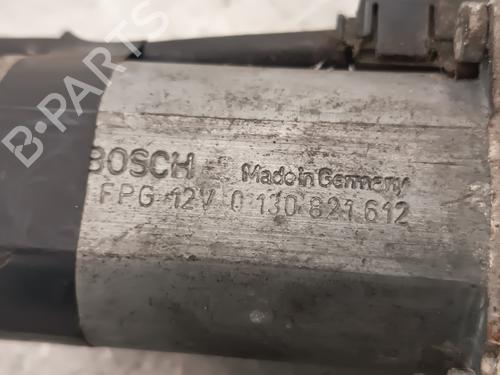 B-PARTS
BOSCH Made in Germany
FPG 12V 0 130 821 612